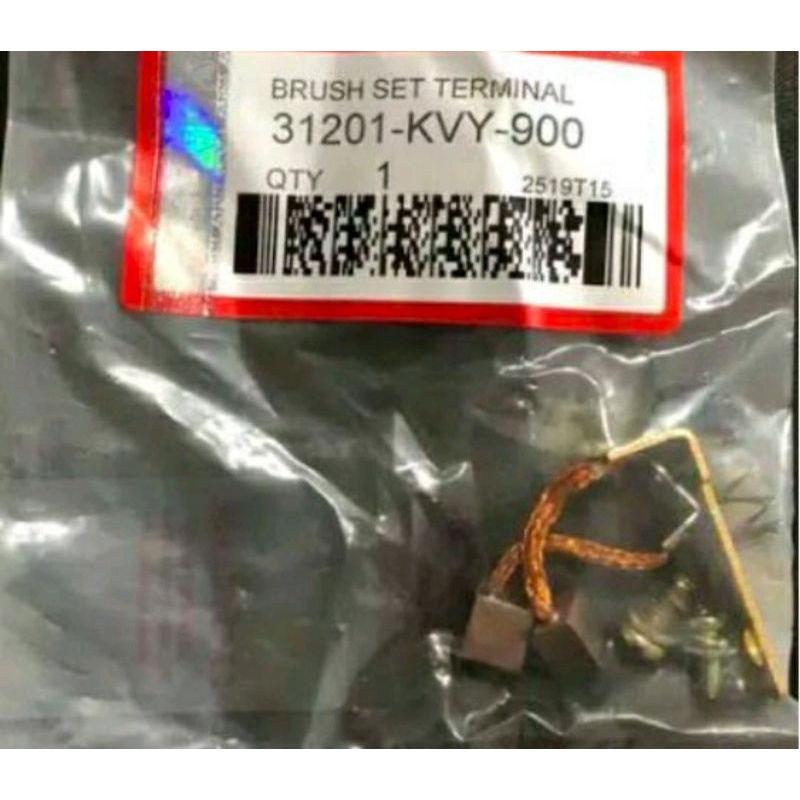 BRUSH SET TERMINAL
31201-KVY-900
QTY 1 2519T15